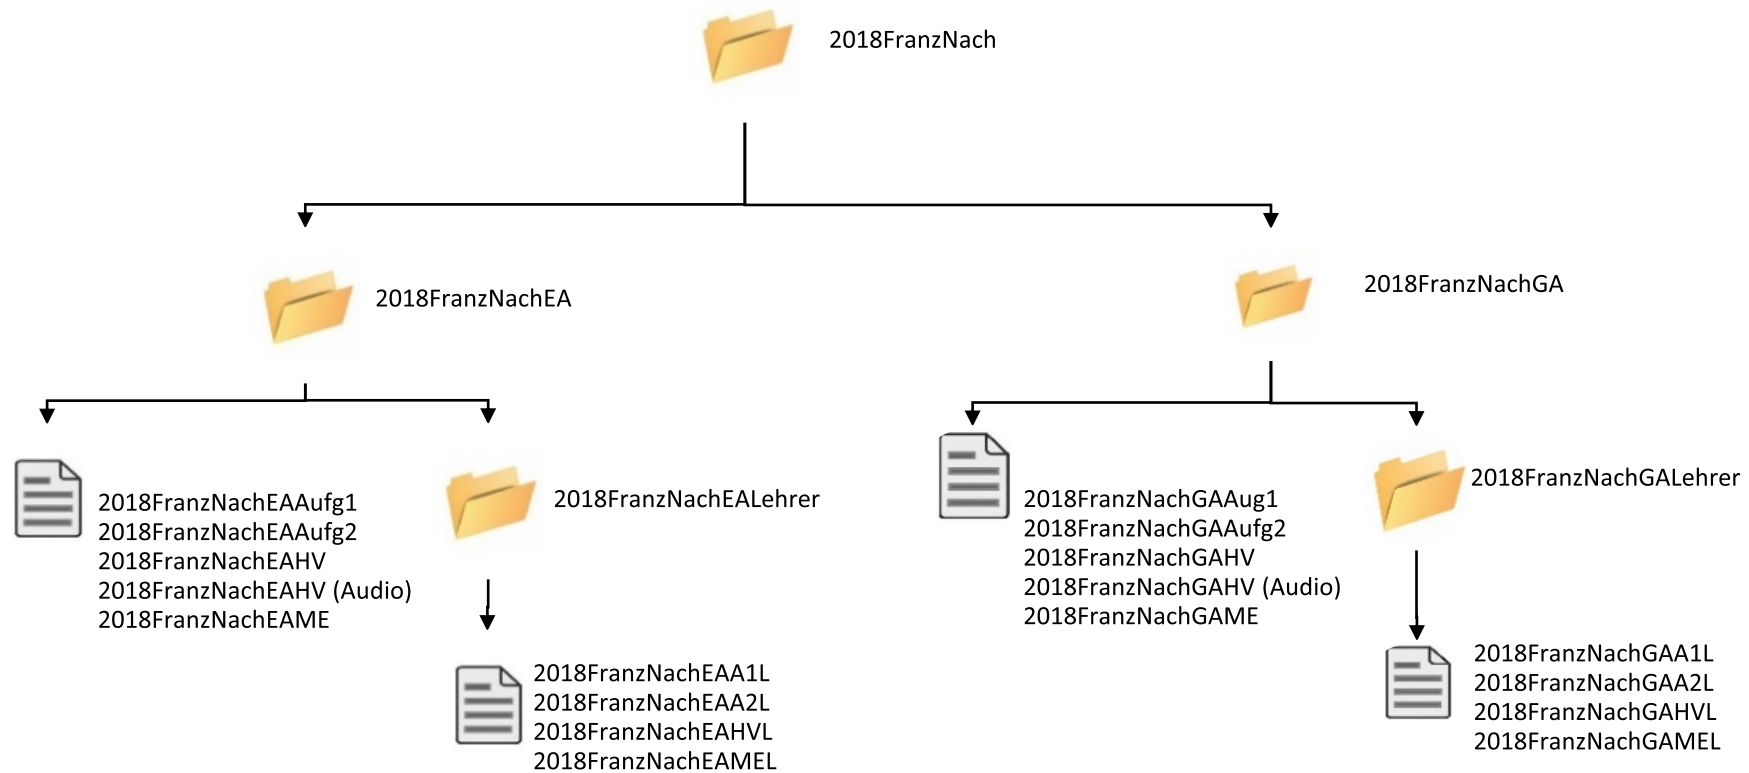 2018FranzNach
2018FranzNachEA
2018FranzNachGA
2018FranzNachEAAufg1
2018FranzNachEAAufg2
2018FranzNachEAHV
2018FranzNachEAHV (Audio)
2018FranzNachEAME
2018FranzNachEALehrer
2018FranzNachEAA1L
2018FranzNachEAA2L
2018FranzNachEAHVL
2018FranzNachEAMEL
2018FranzNachGAAug1
2018FranzNachGAAufg2
2018FranzNachGAHV
2018FranzNachGAHV (Audio)
2018FranzNachGAME
2018FranzNachGALehrer
2018FranzNachGAA1L
2018FranzNachGAA2L
2018FranzNachGAHVL
2018FranzNachGAMEL